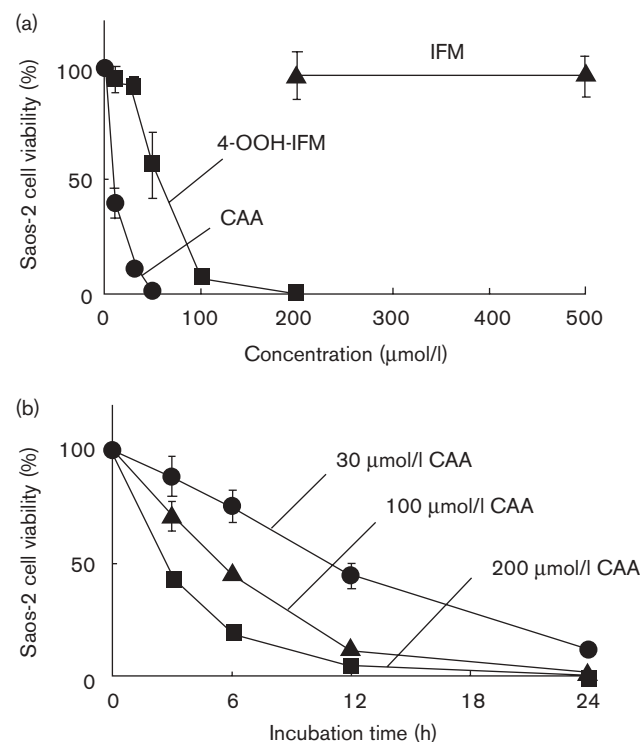 (a)
100
50
0
Saos-2 cell viability (%)
IFM
4-OOH-IFM
CAA
0 100 200 300 400 500
Concentration (μmol/l)
(b)
100
50
0
Saos-2 cell viability (%)
30 μmol/l CAA
100 μmol/l CAA
200 μmol/l CAA
0 6 12 18 24
Incubation time (h)